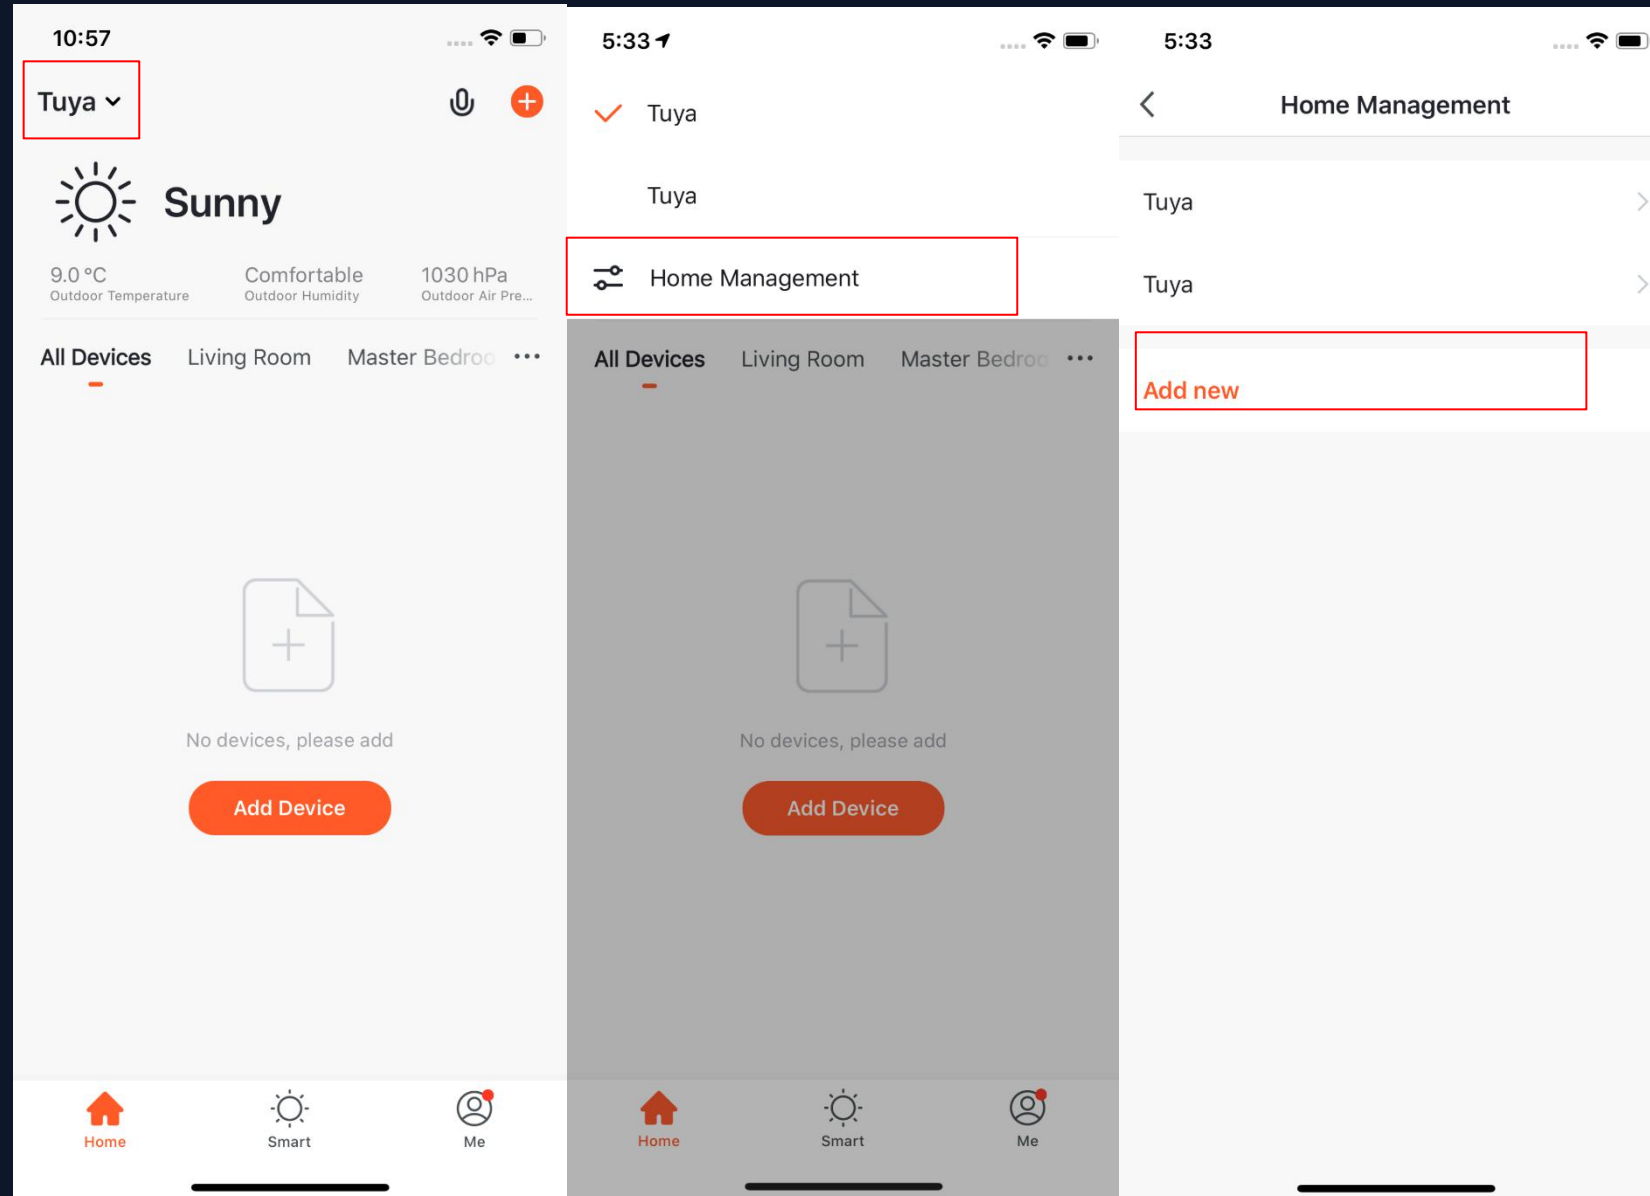 10:57
Tuya
Sunny
9.0 °C Comfortable 1030 hPa
Outdoor Temperature Outdoor Humidity Outdoor Air Pre...
All Devices Living Room Master Bedroo
No devices, please add
Add Device
Home Smart Me
5:33
Tuya
Tuya
Home Management
All Devices Living Room Master Bedroo
No devices, please add
Add Device
Home Smart Me
5:33
Home Management
Tuya
Tuya
Add new